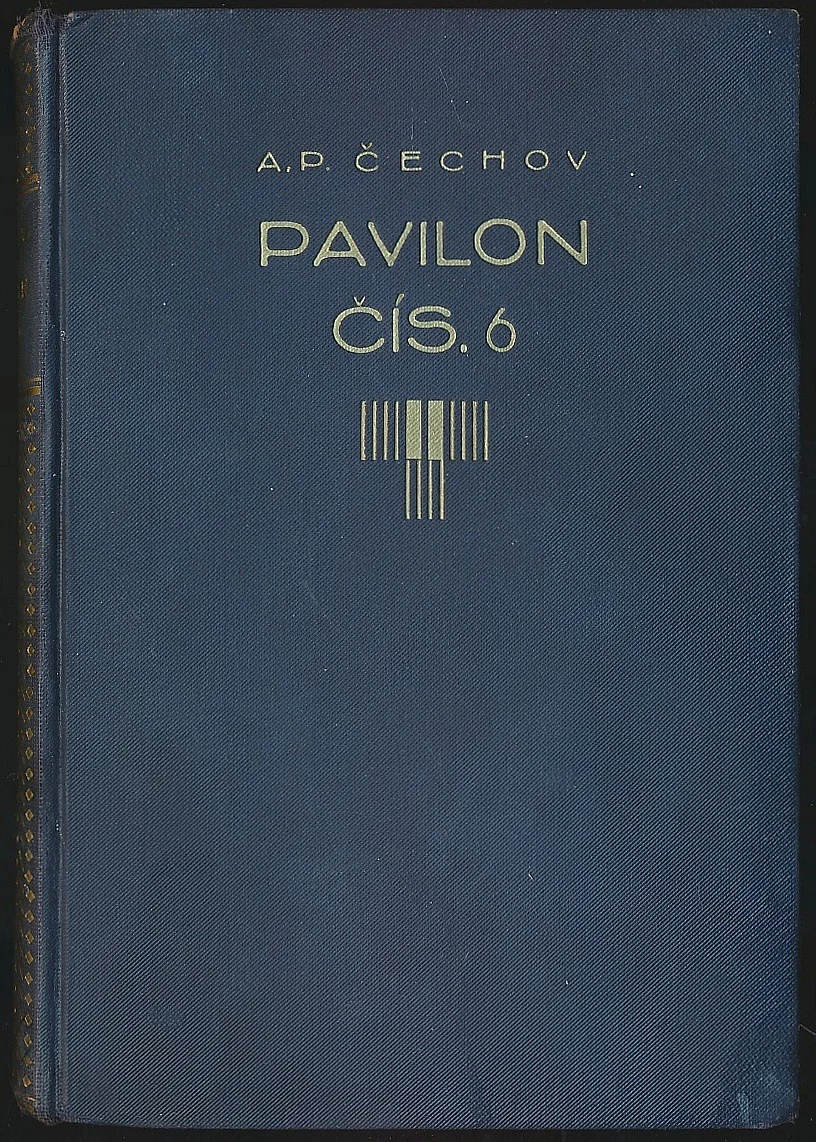 A. P. ČECHOV
PAVILON
ČÍS. 6